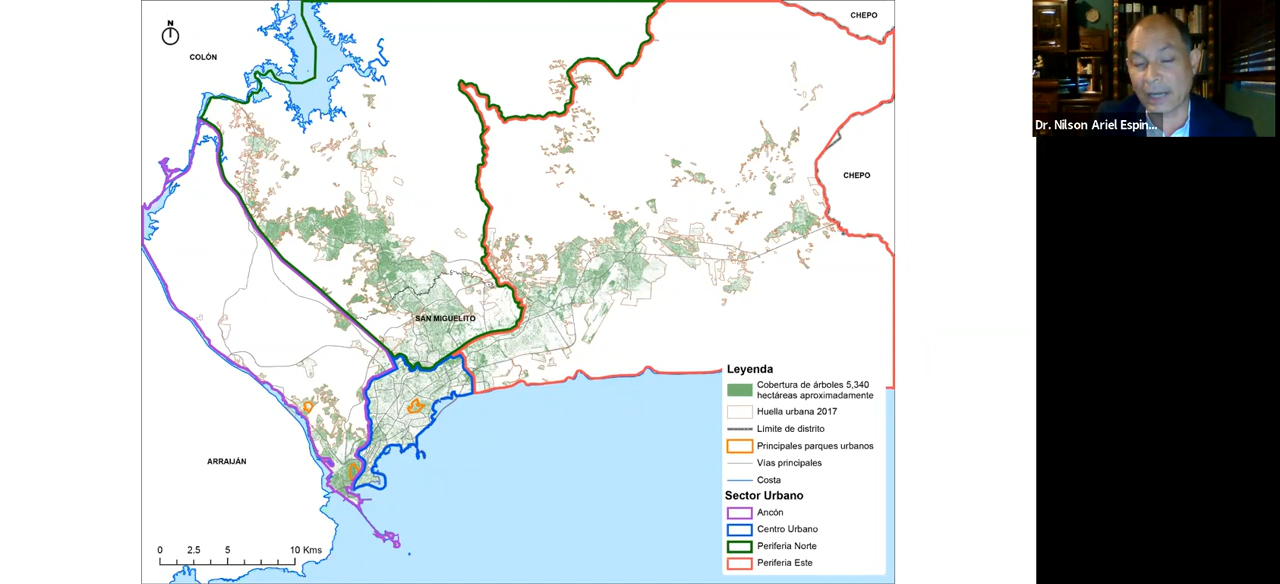 N
COLÓN
CHEPO
CHEPO
SAN MIGUELITO
ARRAIJÁN
0 2.5 5 10 Kms
Leyenda
Cobertura de árboles 5,340
hectáreas aproximadamente
Huella urbana 2017
Límite de distrito
Principales parques urbanos
Vías principales
Costa
Sector Urbano
Ancón
Centro Urbano
Periferia Norte
Periferia Este
Dr. Nilson Ariel Espin...